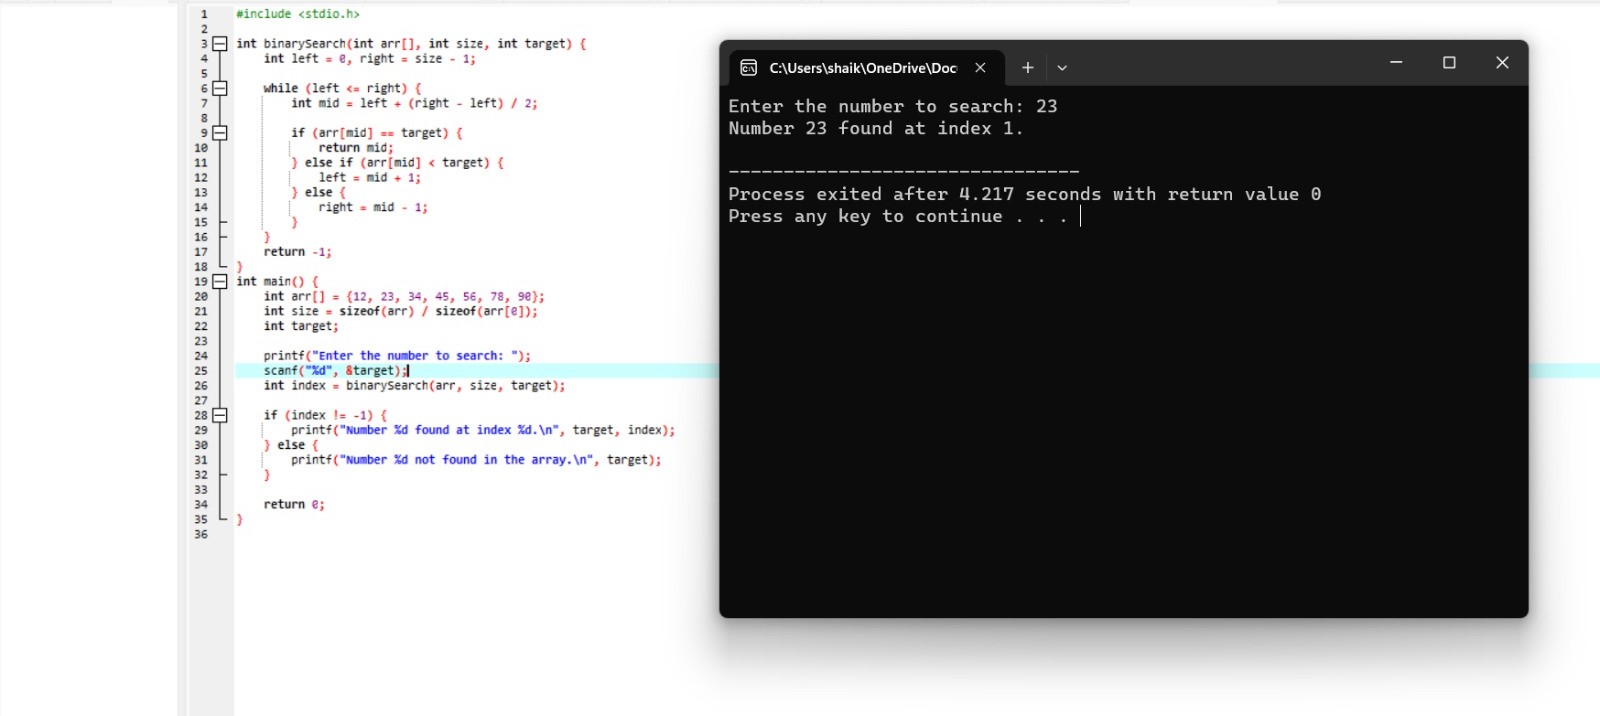 1 #include <stdio.h>
2
3 int binarySearch(int arr[], int size, int target) {
4     int left = 0, right = size - 1;
5
6     while (left <= right) {
7         int mid = left + (right - left) / 2;
8
9         if (arr[mid] == target) {
10             return mid;
11         } else if (arr[mid] < target) {
12             left = mid + 1;
13         } else {
14             right = mid - 1;
15         }
16     }
17     return -1;
18 }
19 int main() {
20     int arr[] = {12, 23, 34, 45, 56, 78, 90};
21     int size = sizeof(arr) / sizeof(arr[0]);
22     int target;
23
24     printf("Enter the number to search: ");
25     scanf("%d", &target);
26     int index = binarySearch(arr, size, target);
27
28     if (index != -1) {
29         printf("Number %d found at index %d.\n", target, index);
30     } else {
31         printf("Number %d not found in the array.\n", target);
32     }
33
34     return 0;
35 }
36
C:\Users\shaik\OneDrive\Doc
Enter the number to search: 23
Number 23 found at index 1.
--------------------------------
Process exited after 4.217 seconds with return value 0
Press any key to continue . . .